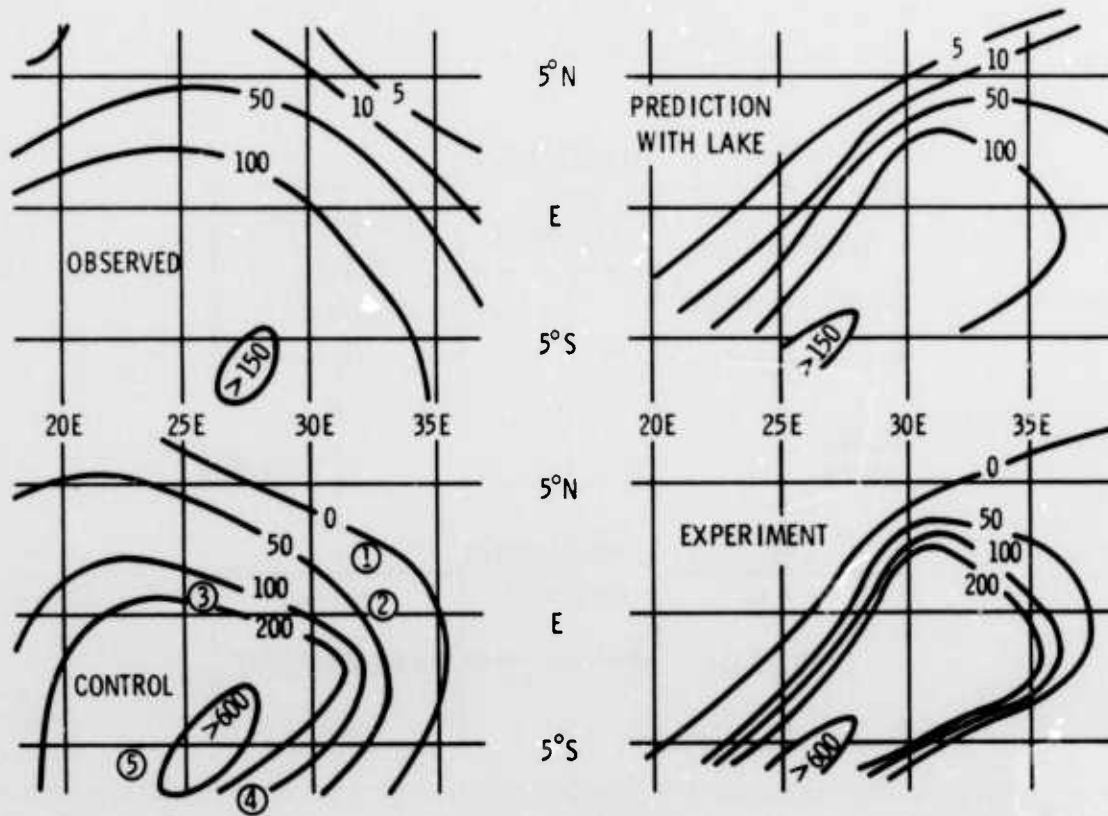 5°N
5
10
50
100
E
OBSERVED
5°S
>150
5
10
PREDICTION
WITH LAKE
50
100
>150
20E 25E 30E 35E
20E 25E 30E 35E
5°N
0
50
①
100
②
③
200
E
CONTROL
>600
5°S
⑤
④
0
EXPERIMENT
50
100
200
>600